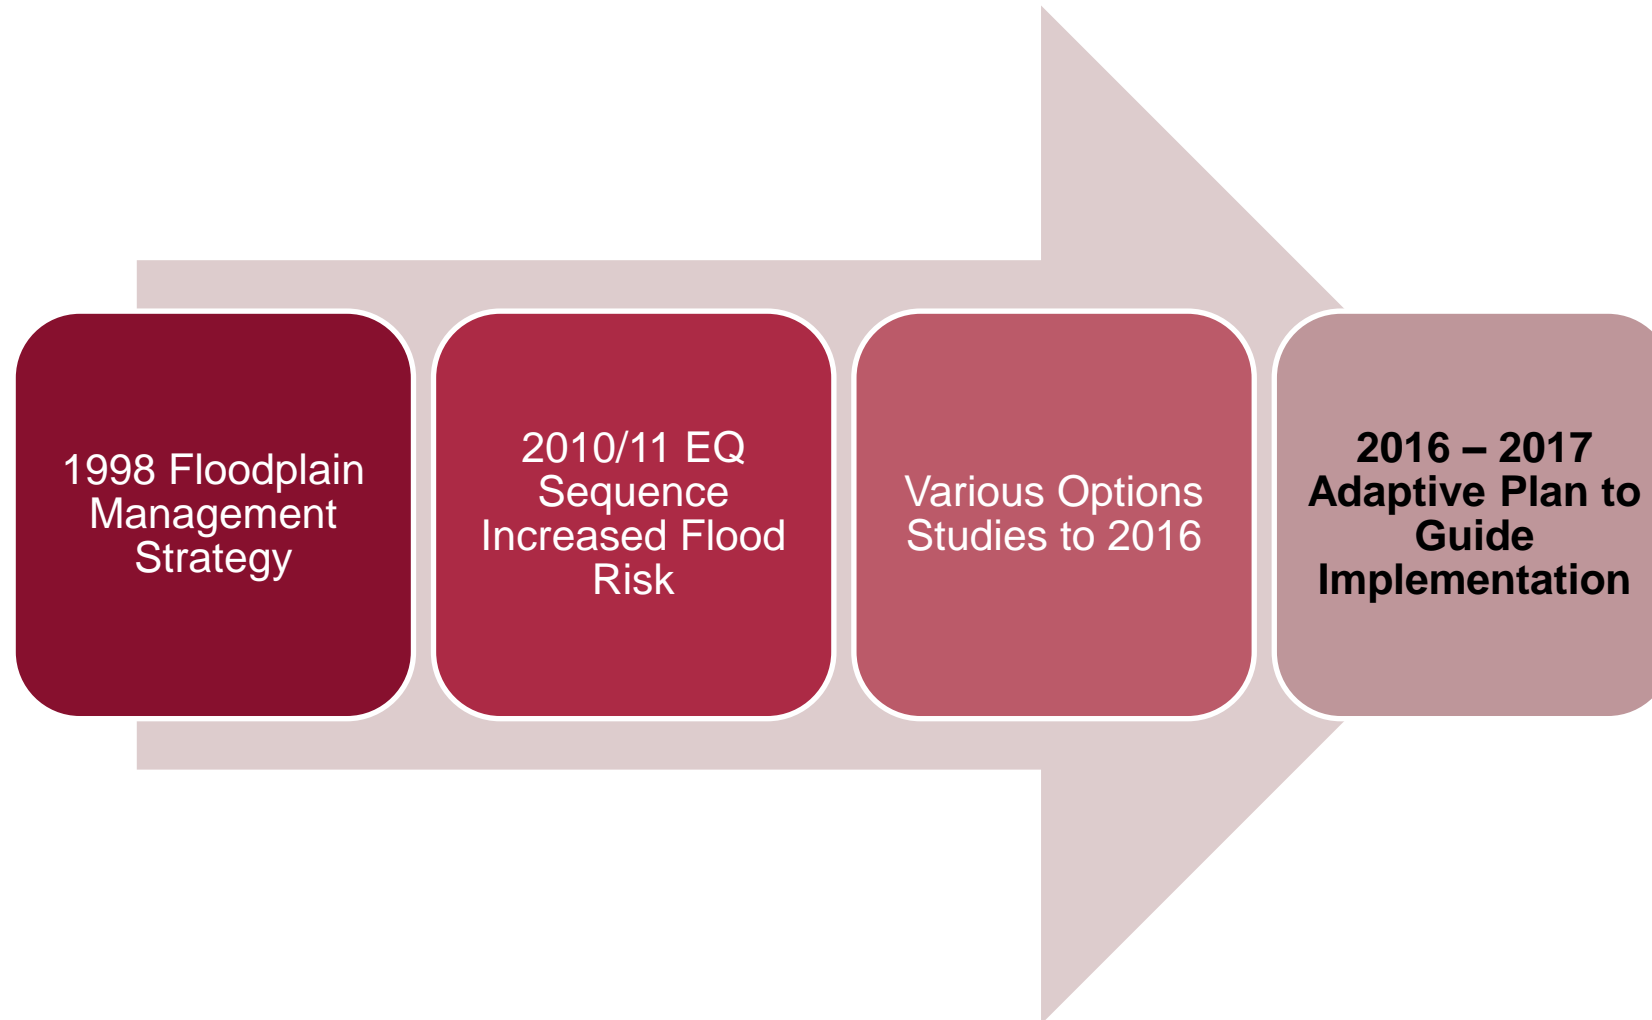 1998 Floodplain
Management
Strategy
2010/11 EQ
Sequence
Increased Flood
Risk
Various Options
Studies to 2016
2016 – 2017
Adaptive Plan to
Guide
Implementation